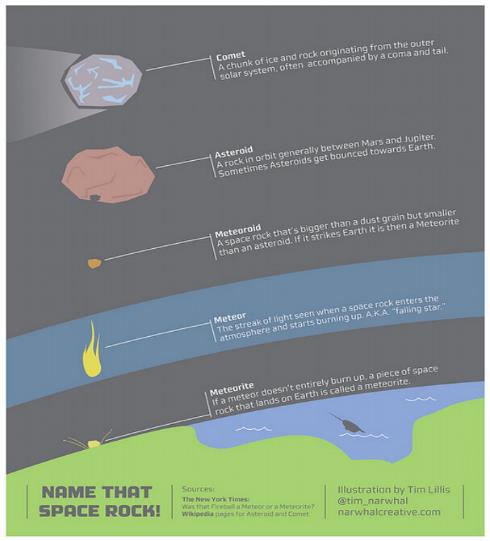 Comet
A chunk of ice and rock originating from the outer
solar system, often accompanied by a coma and tail.
Asteroid
A rock in orbit generally between Mars and Jupiter.
Sometimes Asteroids get bounced towards Earth.
Meteoroid
A space rock that's bigger than a dust grain but smaller
than an asteroid. If it strikes Earth it is then a Meteorite
Meteor
The streak of light seen when a space rock enters the
atmosphere and starts burning up. A.K.A. "falling star."
Meteorite
If a meteor doesn't entirely burn up, a piece of space
rock that lands on Earth is called a meteorite.
NAME THAT
SPACE ROCK!
Sources:
The New York Times:
Was that Fireball a Meteor or a Meteorite?
Wikipedia pages for Asteroid and Comet
Illustration by Tim Lillis
@tim_narwhal
narwhalcreative.com